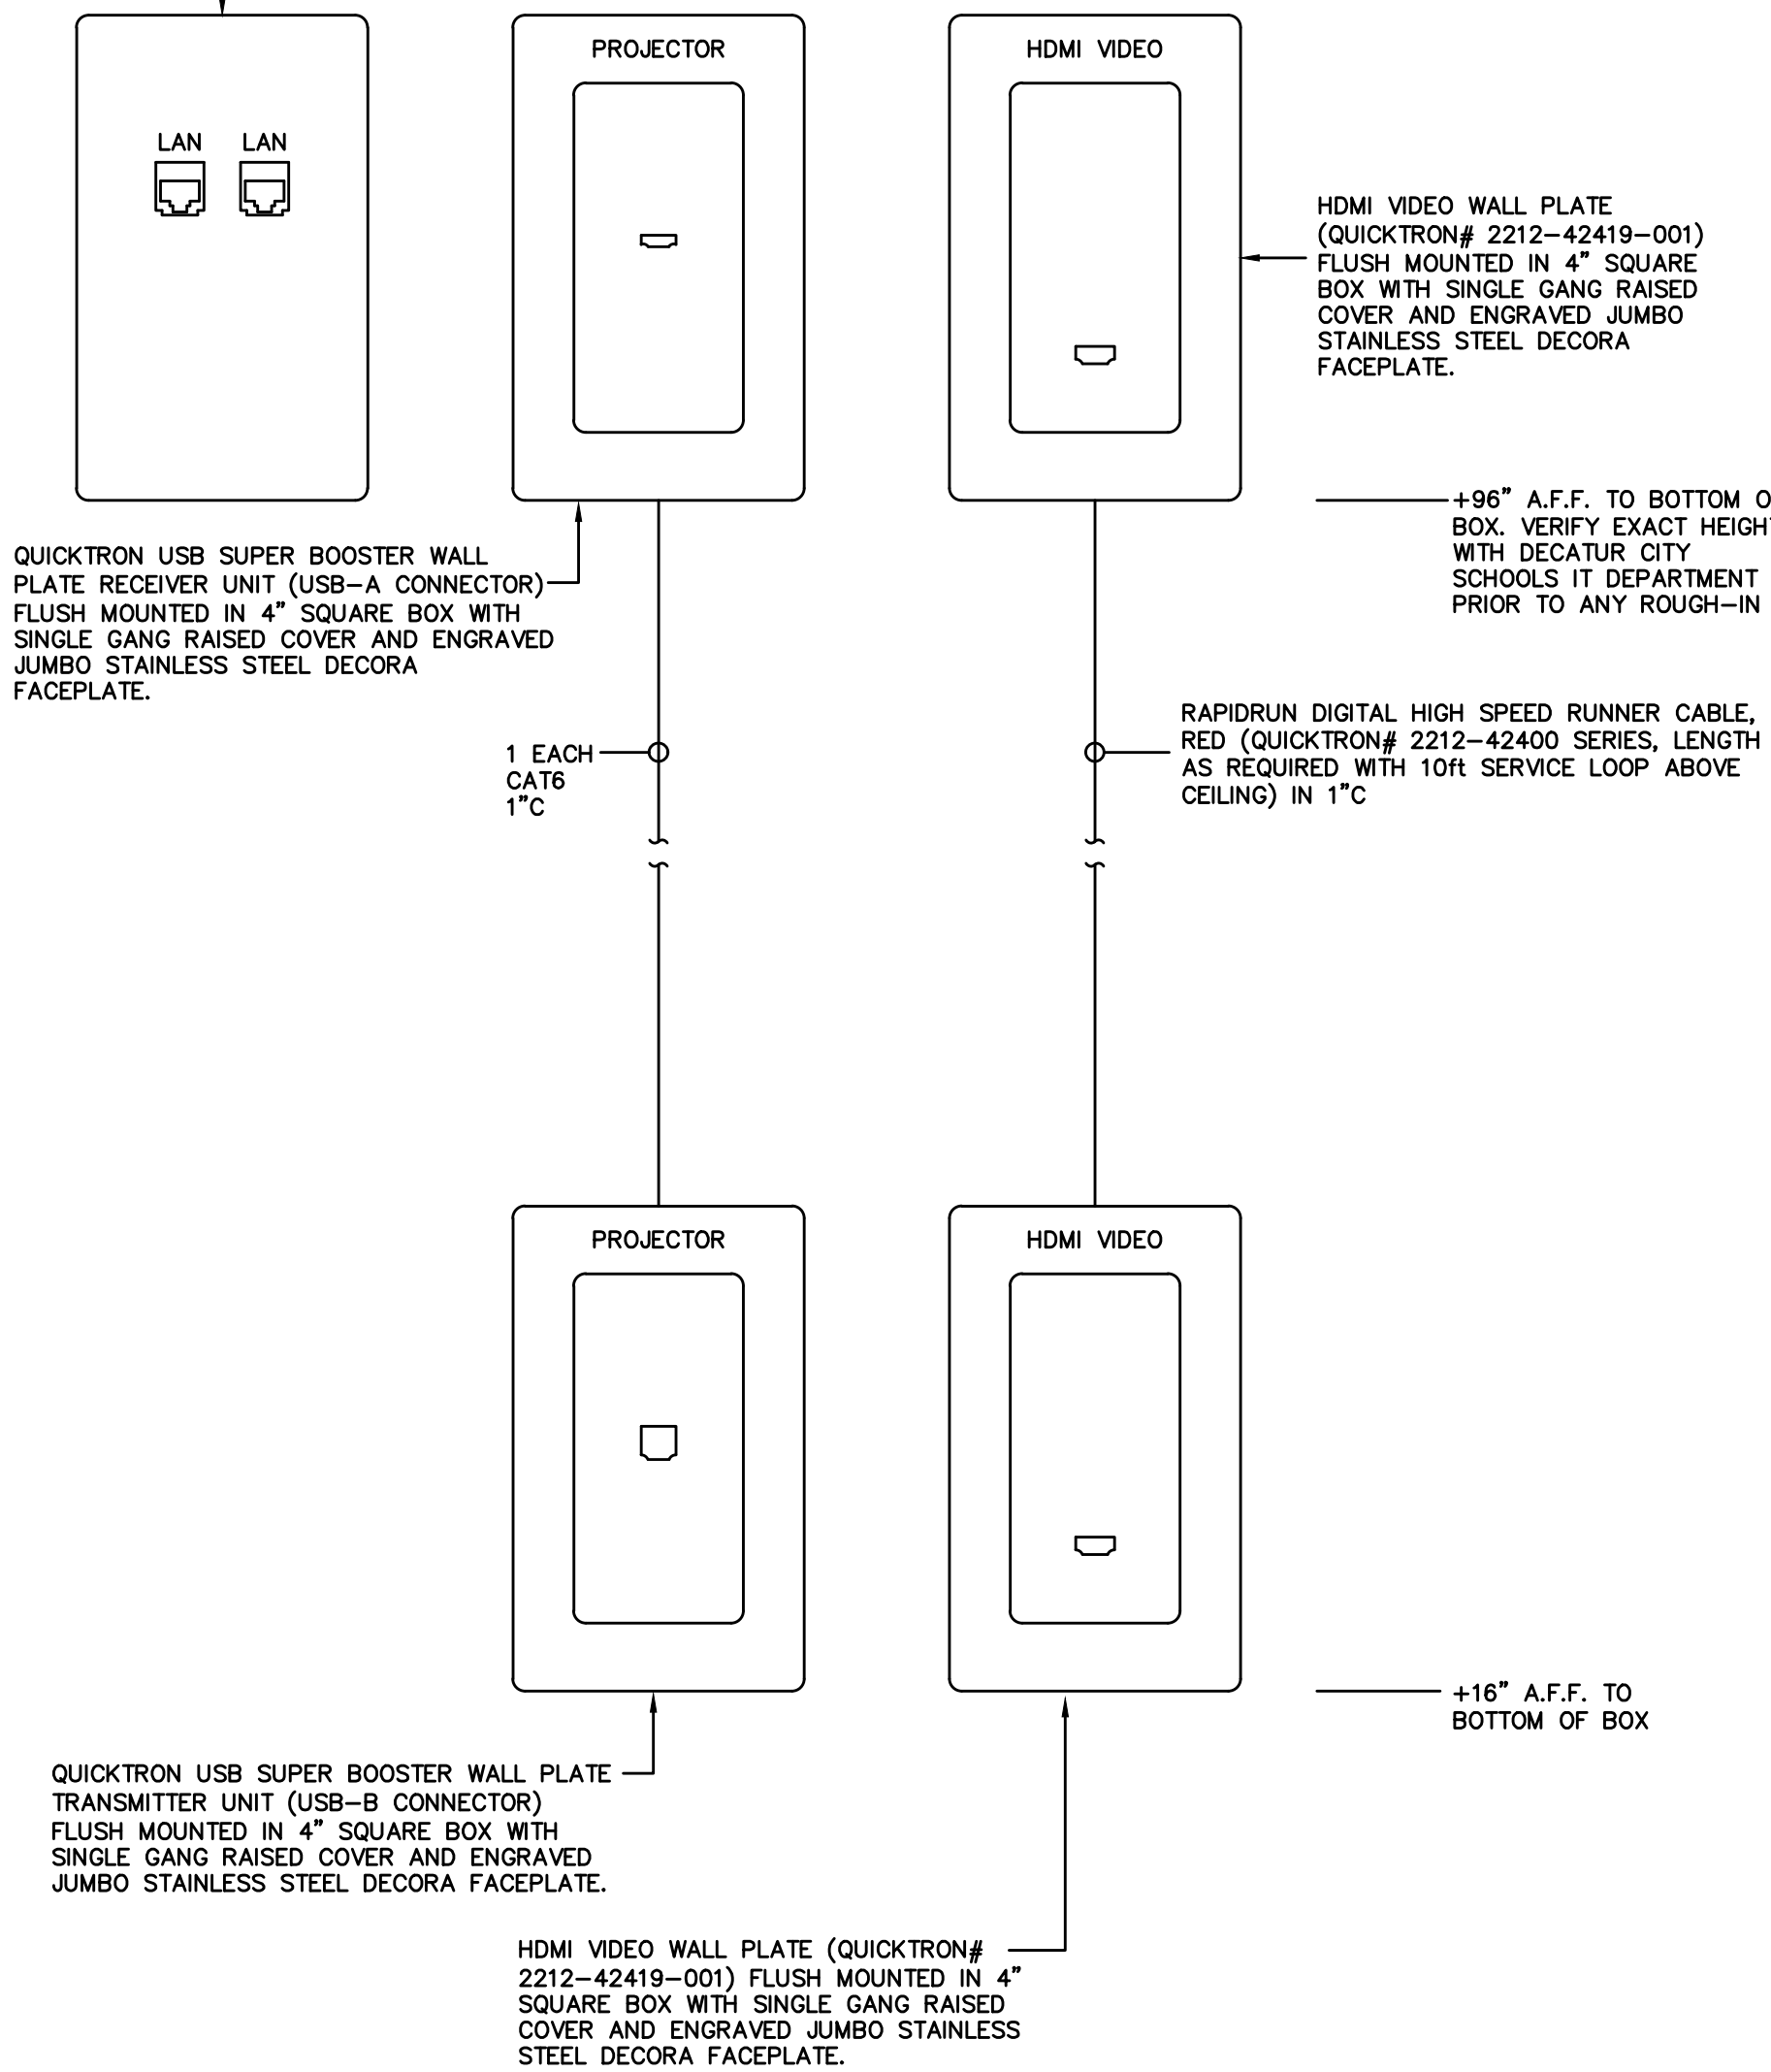 PROJECTOR
HDMI VIDEO
LAN LAN
HDMI VIDEO WALL PLATE
(QUICKTRON# 2212-42419-001)
FLUSH MOUNTED IN 4" SQUARE
BOX WITH SINGLE GANG RAISED
COVER AND ENGRAVED JUMBO
STAINLESS STEEL DECORA
FACEPLATE.
+96" A.F.F. TO BOTTOM O
BOX. VERIFY EXACT HEIGHT
WITH DECATUR CITY
SCHOOLS IT DEPARTMENT
PRIOR TO ANY ROUGH-IN
QUICKTRON USB SUPER BOOSTER WALL
PLATE RECEIVER UNIT (USB-A CONNECTOR)
FLUSH MOUNTED IN 4" SQUARE BOX WITH
SINGLE GANG RAISED COVER AND ENGRAVED
JUMBO STAINLESS STEEL DECORA
FACEPLATE.
1 EACH
CAT6
1"C
RAPIDRUN DIGITAL HIGH SPEED RUNNER CABLE,
RED (QUICKTRON# 2212-42400 SERIES, LENGTH
AS REQUIRED WITH 10ft SERVICE LOOP ABOVE
CEILING) IN 1"C
PROJECTOR
HDMI VIDEO
+16" A.F.F. TO
BOTTOM OF BOX
QUICKTRON USB SUPER BOOSTER WALL PLATE
TRANSMITTER UNIT (USB-B CONNECTOR)
FLUSH MOUNTED IN 4" SQUARE BOX WITH
SINGLE GANG RAISED COVER AND ENGRAVED
JUMBO STAINLESS STEEL DECORA FACEPLATE.
HDMI VIDEO WALL PLATE (QUICKTRON#
2212-42419-001) FLUSH MOUNTED IN 4"
SQUARE BOX WITH SINGLE GANG RAISED
COVER AND ENGRAVED JUMBO STAINLESS
STEEL DECORA FACEPLATE.